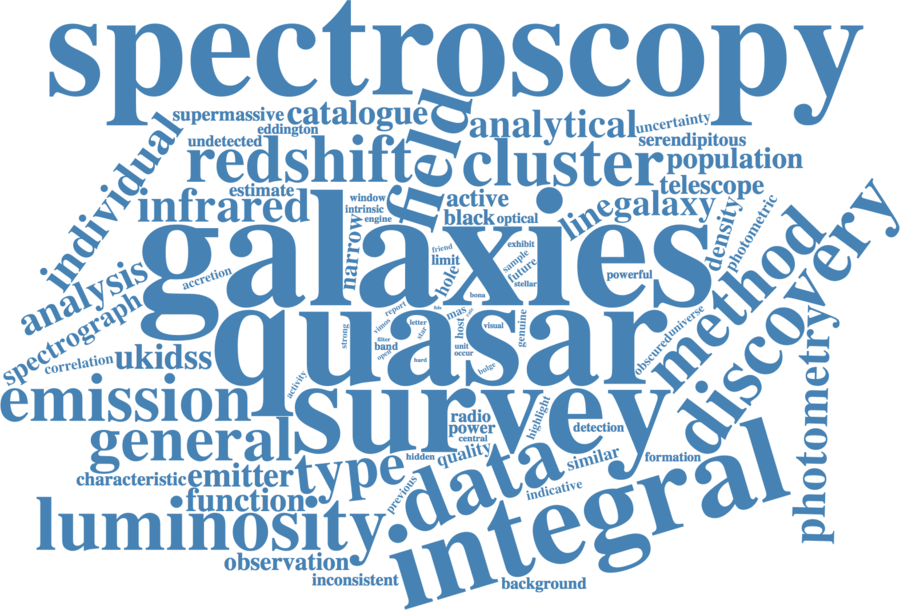 spectroscopy
supermassive
catalogue
eddington
undetected
field
analytical
uncertainty
serendipitous
individual
redshift
cluster
population
telescope
estimate
infrared
window
intrinsic
engine
active
black
optical
line
galaxy
density
photometric
galaxies
narrow
friend
limit
hole
exhibit
sample
future
stellar
powerful
method
discovery
analysis
accretion
spectrograph
correlation
ukidss
quasar
bona
report
vimos
strong
filter
band
open
letter
star
hard
mas
host
unit
occur
visual
bulge
genuine
obscured
universe
activity
emission
survey
general
radio
power
central
highlight
detection
photometry
hidden
quality
data
similar
formation
characteristic
emitter
type
function
previous
indicative
integral
luminosity
observation
inconsistent
background